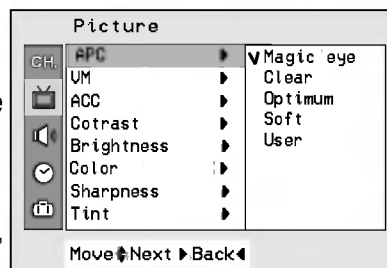 Picture
CH.
APC
VM
ACC
Cotrast
Brightness
Color
Sharpness
Tint
Magic eye
Clear
Optimum
Soft
User
Move Next Back